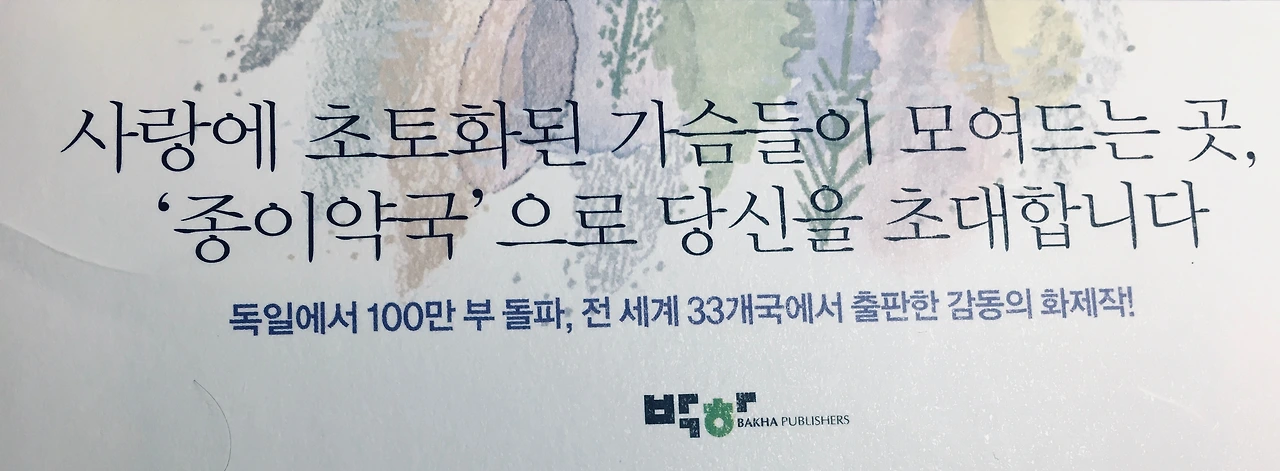 사랑에 초토화된 가슴들이 모여드는 곳,
‘종이약국’으로 당신을 초대합니다
독일에서 100만 부 돌파, 전 세계 33개국에서 출판한 감동의 화제작!
박하 BAKHA PUBLISHERS